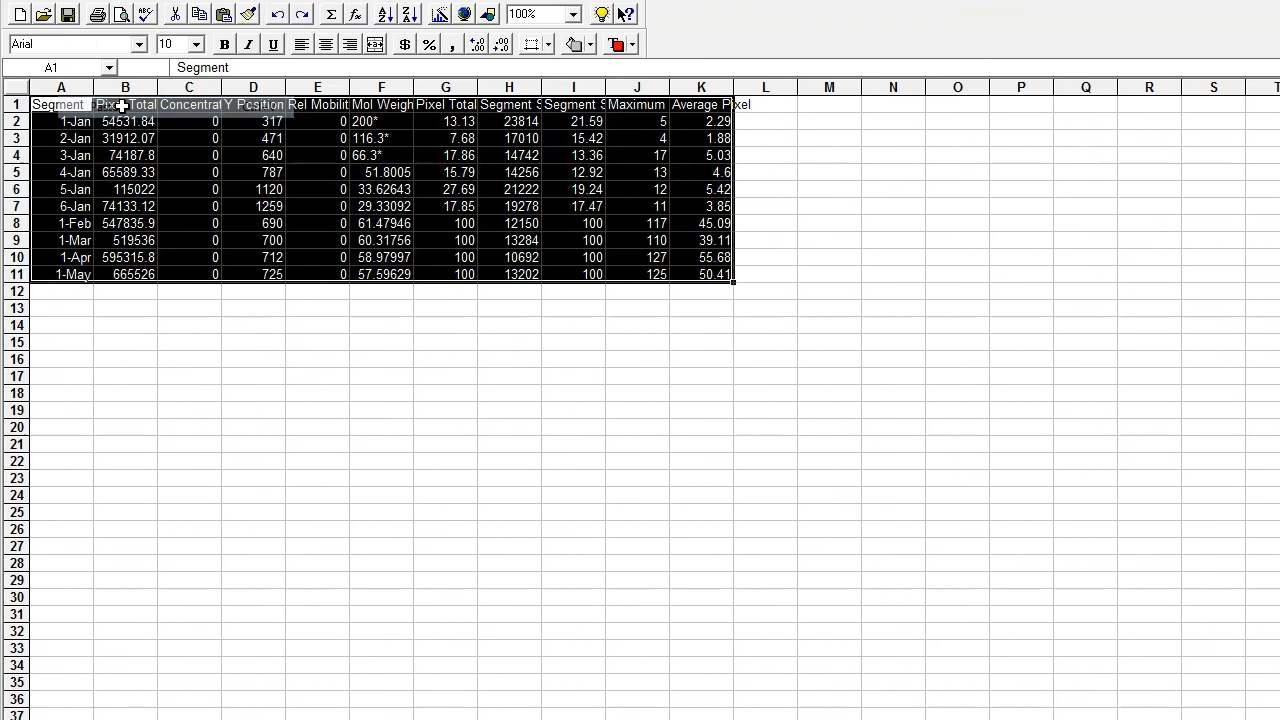 100%
Arial 10 B I U $ % ,
A1 Segment
A B C D E F G H I J K L M N O P Q R S T
1 Segment Pixel Total Concentrat Y Position Rel Mobilit Mol Weigh Pixel Total Segment S Segment S Maximum Average Pixel
2 1-Jan 54531.84 0 317 0 200* 13.13 23814 21.59 5 2.29
3 2-Jan 31912.07 0 471 0 116.3* 7.68 17010 15.42 4 1.88
4 3-Jan 74187.8 0 640 0 66.3* 17.86 14742 13.36 17 5.03
5 4-Jan 65589.33 0 787 0 51.8005 15.79 14256 12.92 13 4.6
6 5-Jan 115022 0 1120 0 33.62643 27.69 21222 19.24 12 5.42
7 6-Jan 74133.12 0 1259 0 29.33092 17.85 19278 17.47 11 3.85
8 1-Feb 547835.9 0 690 0 61.47946 100 12150 100 117 45.09
9 1-Mar 519536 0 700 0 60.31756 100 13284 100 110 39.11
10 1-Apr 595315.8 0 712 0 58.97997 100 10692 100 127 55.68
11 1-May 665526 0 725 0 57.59629 100 13202 100 125 50.41
12
13
14
15
16
17
18
19
20
21
22
23
24
25
26
27
28
29
30
31
32
33
34
35
36
37